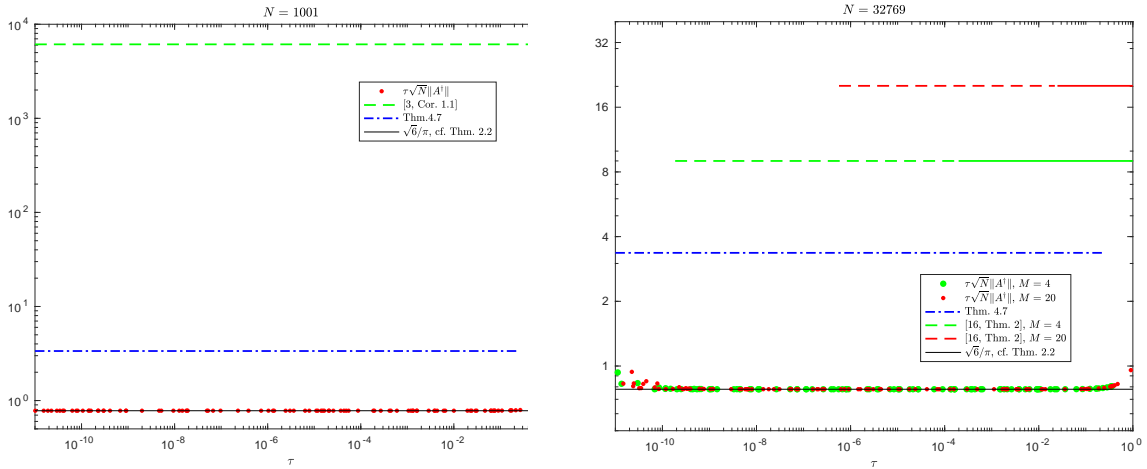 N = 1001
10^4
10^3
10^2
10^1
10^0
10^-10
10^-8
10^-6
10^-4
10^-2
τ
τ√N‖A†‖
[3, Cor. 1.1]
Thm.4.7
√6/π, cf. Thm. 2.2
N = 32769
32
16
8
4
2
1
10^-10
10^-8
10^-6
10^-4
10^-2
10^0
τ
τ√N‖A†‖, M = 4
τ√N‖A†‖, M = 20
Thm. 4.7
[16, Thm. 2], M = 4
[16, Thm. 2], M = 20
√6/π, cf. Thm. 2.2